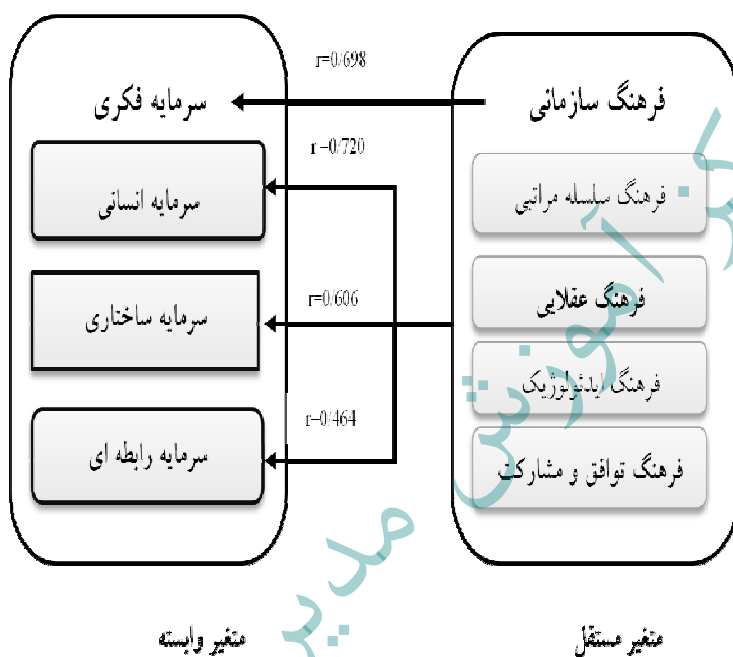 فرهنگ سازمانی
فرهنگ سلسله مراتبی
فرهنگ عقلایی
فرهنگ ایدئولوژیک
فرهنگ توافق و مشارکت
متغیر مستقل
r=0/698
r=0/720
r=0/606
r=0/464
سرمایه فکری
سرمایه انسانی
سرمایه ساختاری
سرمایه رابطه ای
متغیر وابسته
آموزش